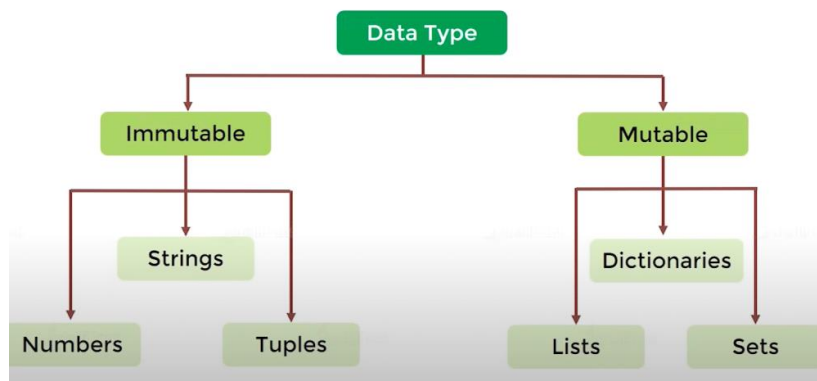 Data Type
Immutable
Mutable
Strings
Dictionaries
Numbers
Tuples
Lists
Sets